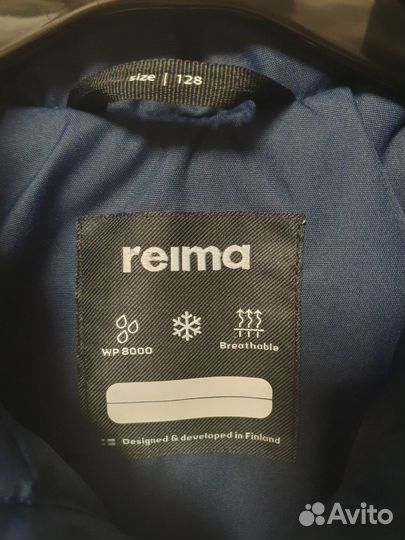 size | 128
reima
WP 8000
Breathable
Designed & developed in Finland
Avito